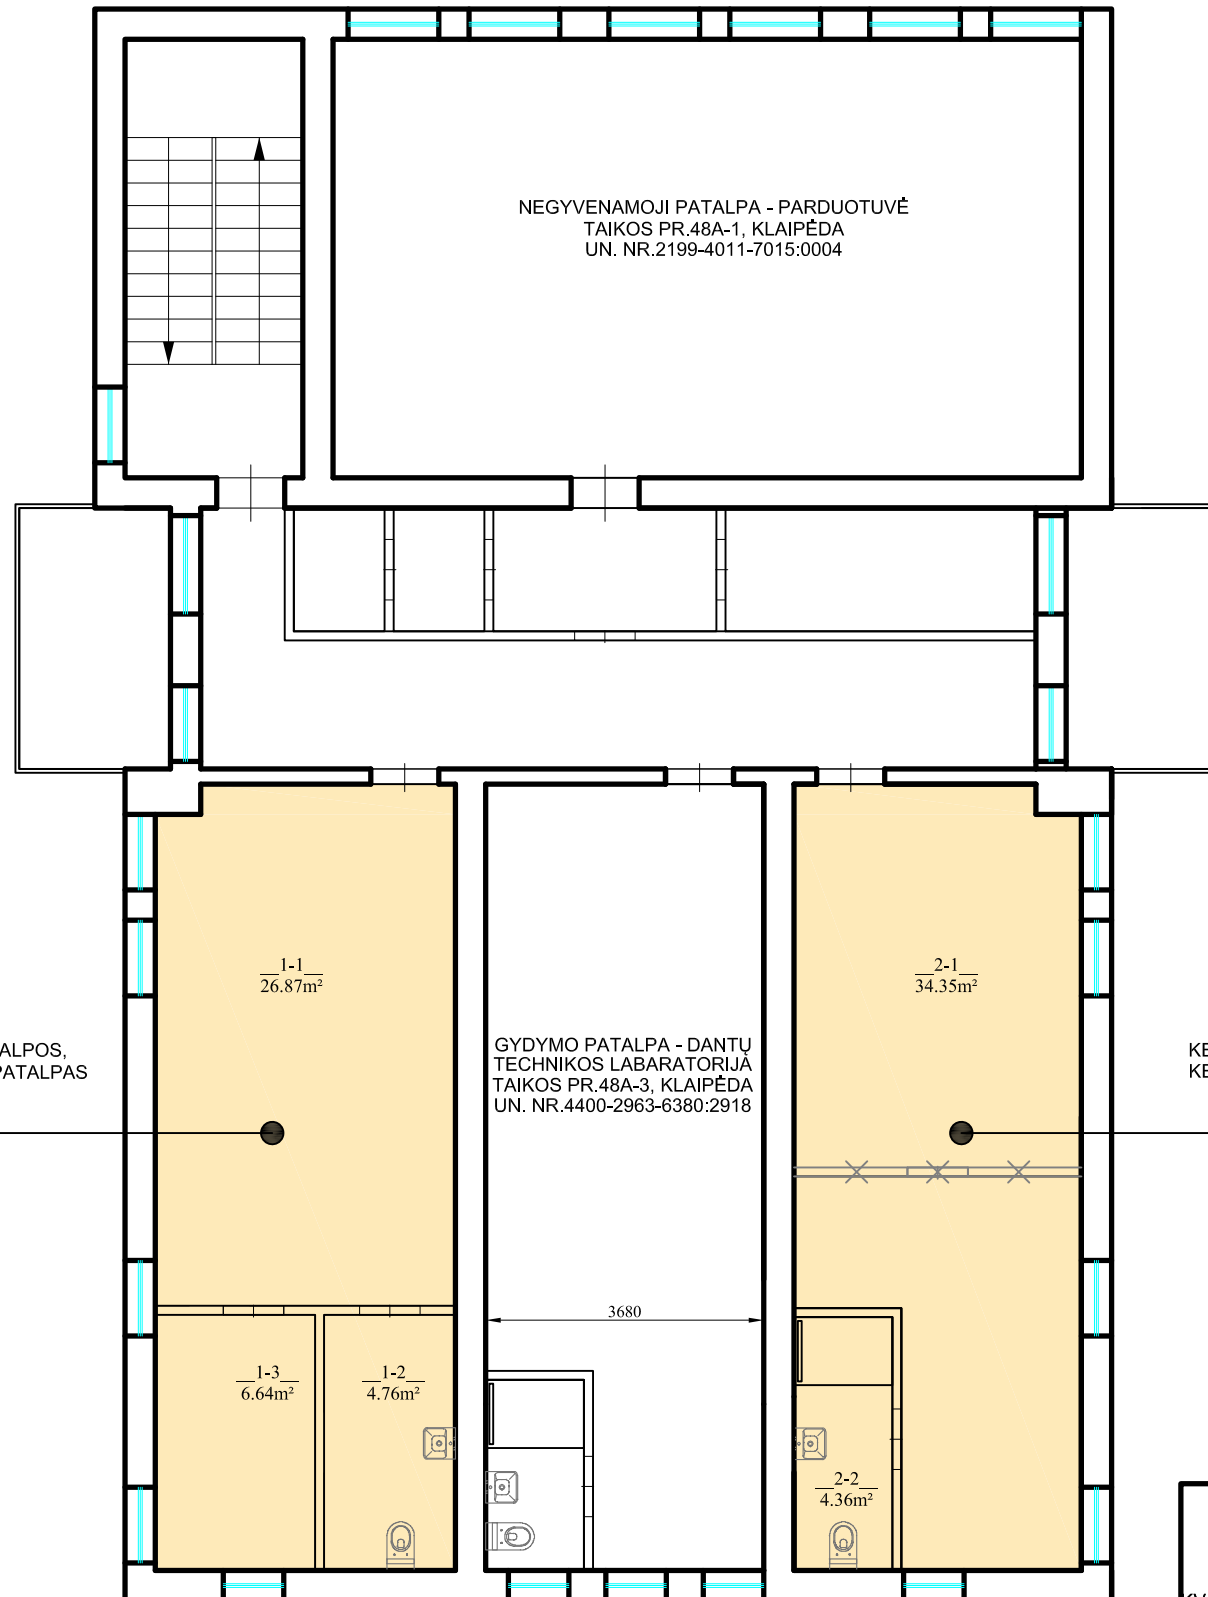 NEGYVENAMOJI PATALPA - PARDUOTUVĖ
TAIKOS PR.48A-1, KLAIPĖDA
UN. NR.2199-4011-7015:0004
1-1
26.87m²
2-1
34.35m²
ALPOS,
PATALPAS
GYDYMO PATALPA - DANTŲ
TECHNIKOS LABARATORIJA
TAIKOS PR.48A-3, KLAIPĖDA
UN. NR.4400-2963-6380:2918
KE
KE
3680
1-3
6.64m²
1-2
4.76m²
2-2
4.36m²